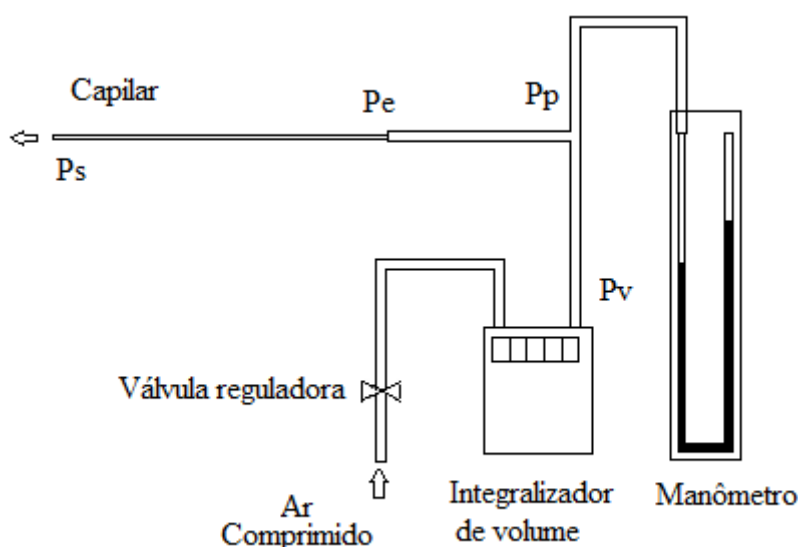 Capilar
Pe
Pp
Ps
Pv
Válvula reguladora
Ar
Comprimido
Integralizador
de volume
Manômetro